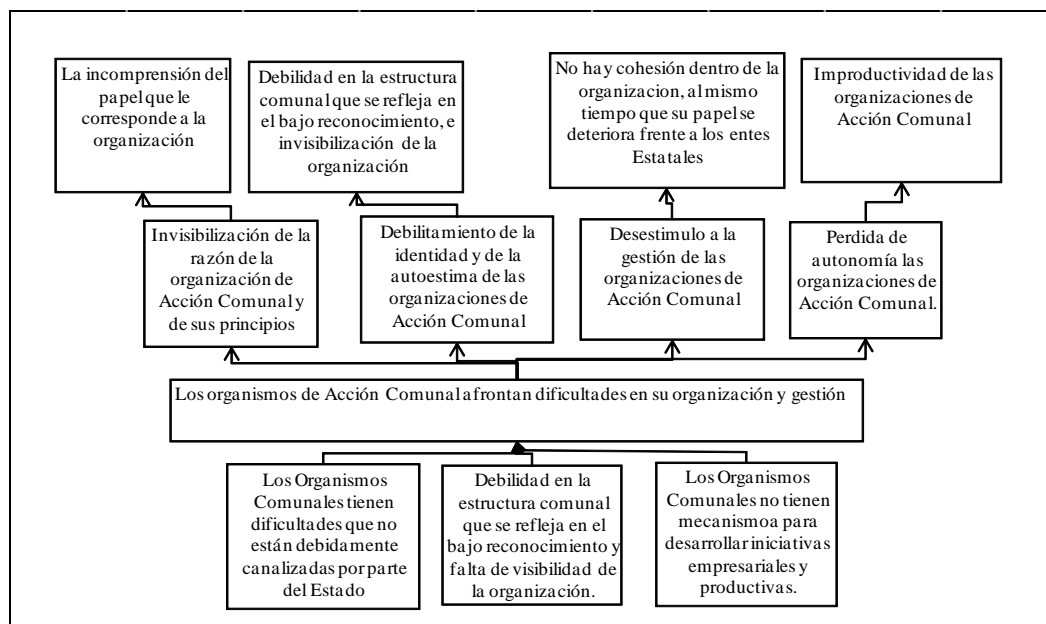 La incomprensión del
papel que le
corresponde a la
organización
Debilidad en la estructura
comunal que se refleja en
el bajo reconocimiento, e
invisibilización de la
organización
No hay cohesión dentro de la
organizacion, al mismo
tiempo que su papel se
deteriora frente a los entes
Estatales
Improductividad de las
organizaciones de
Acción Comunal
Invisibilización de la
razón de la
organización de
Acción Comunal y
de sus principios
Debilitamiento de la
identidad y de la
autoestima de las
organizaciones de
Acción Comunal
Desestimulo a la
gestión de las
organizaciones de
Acción Comunal
Perdida de
autonomía las
organizaciones de
Acción Comunal.
Los organismos de Acción Comunal afrontan dificultades en su organización y gestión
Los Organismos
Comunales tienen
dificultades que no
están debidamente
canalizadas por parte
del Estado
Debilidad en la
estructura comunal
que se refleja en el
bajo reconocimiento y
falta de visibilidad de
la organización.
Los Organismos
Comunales no tienen
mecanismoa para
desarrollar iniciativas
empresariales y
productivas.